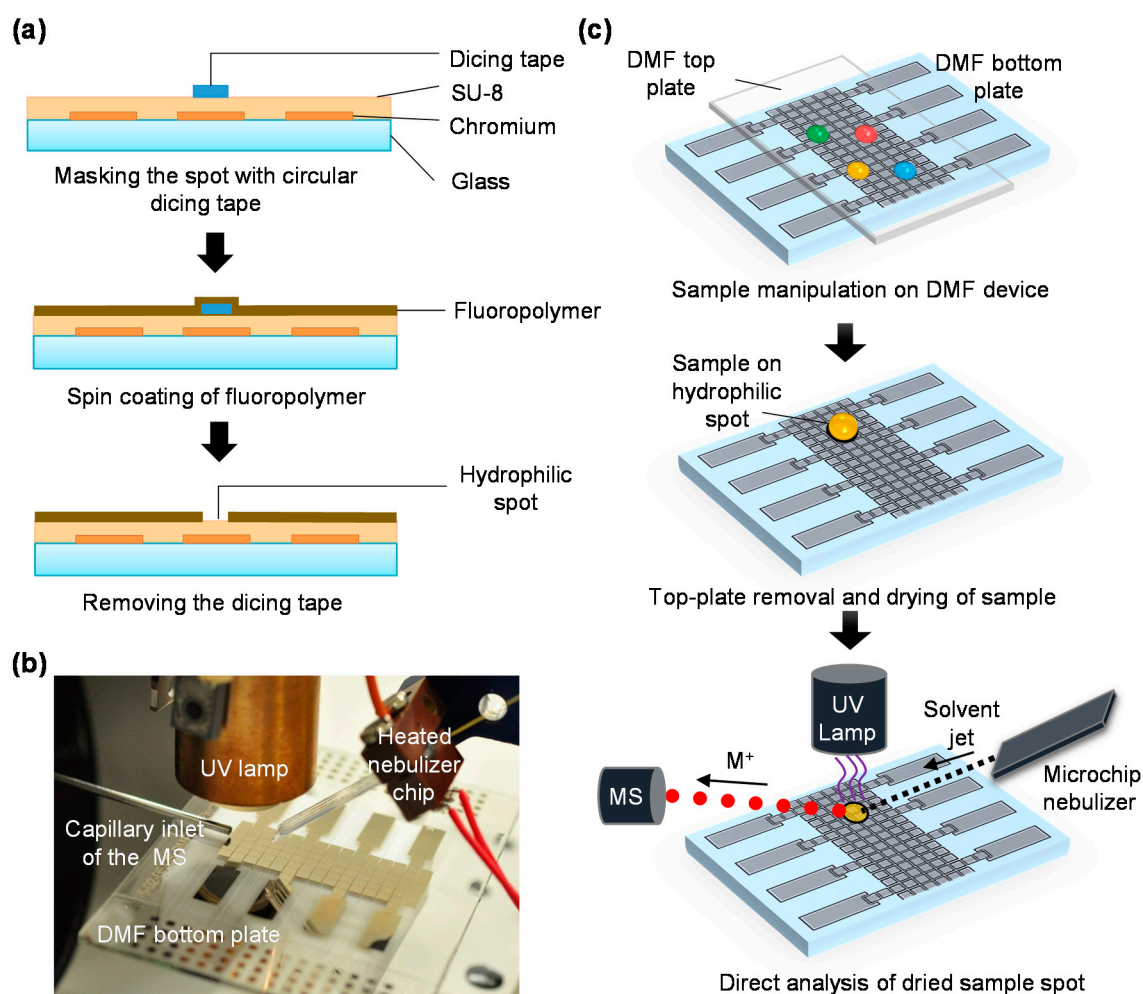 (a)
Dicing tape
SU-8
Chromium
Glass
Masking the spot with circular
dicing tape
Fluoropolymer
Spin coating of fluoropolymer
Hydrophilic
spot
Removing the dicing tape
(b)
UV lamp
Heated
nebulizer
chip
Capillary inlet
of the MS
DMF bottom plate
(c)
DMF top
plate
DMF bottom
plate
Sample manipulation on DMF device
Sample on
hydrophilic
spot
Top-plate removal and drying of sample
UV
Lamp
Solvent
jet
M⁺
MS
Microchip
nebulizer
Direct analysis of dried sample spot